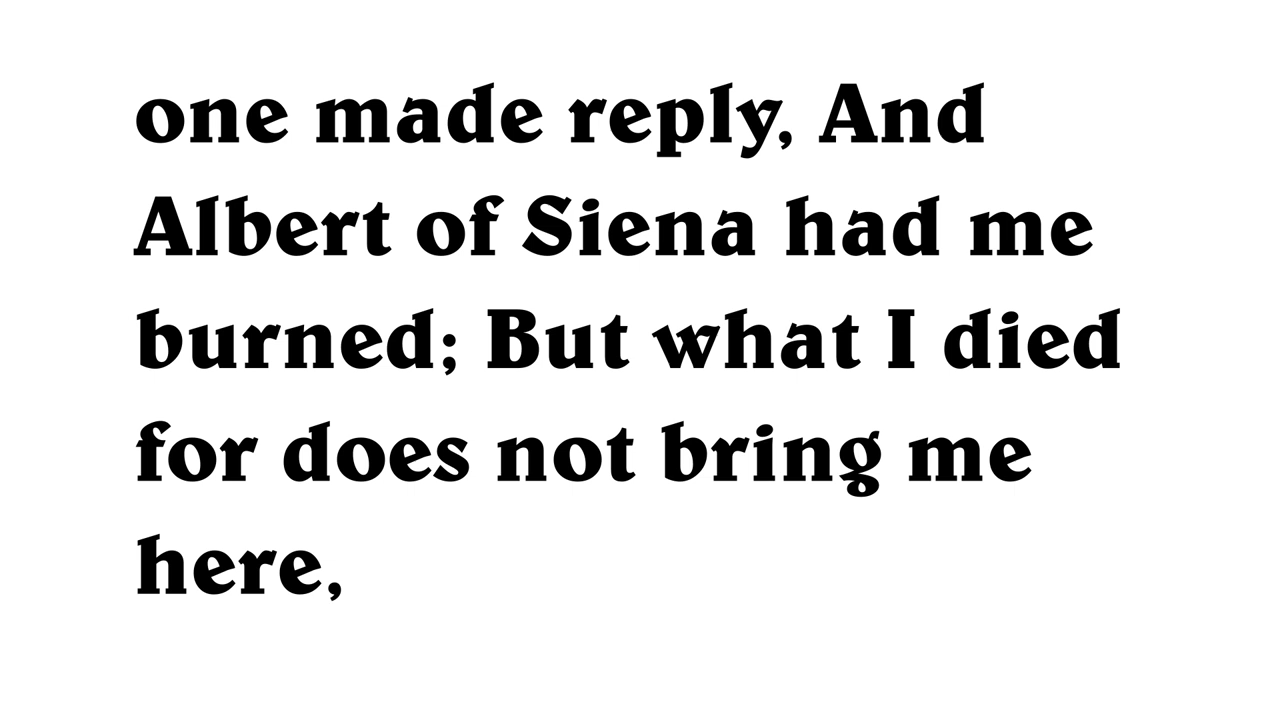 one made reply, And
Albert of Siena had me
burned; But what I died
for does not bring me
here,